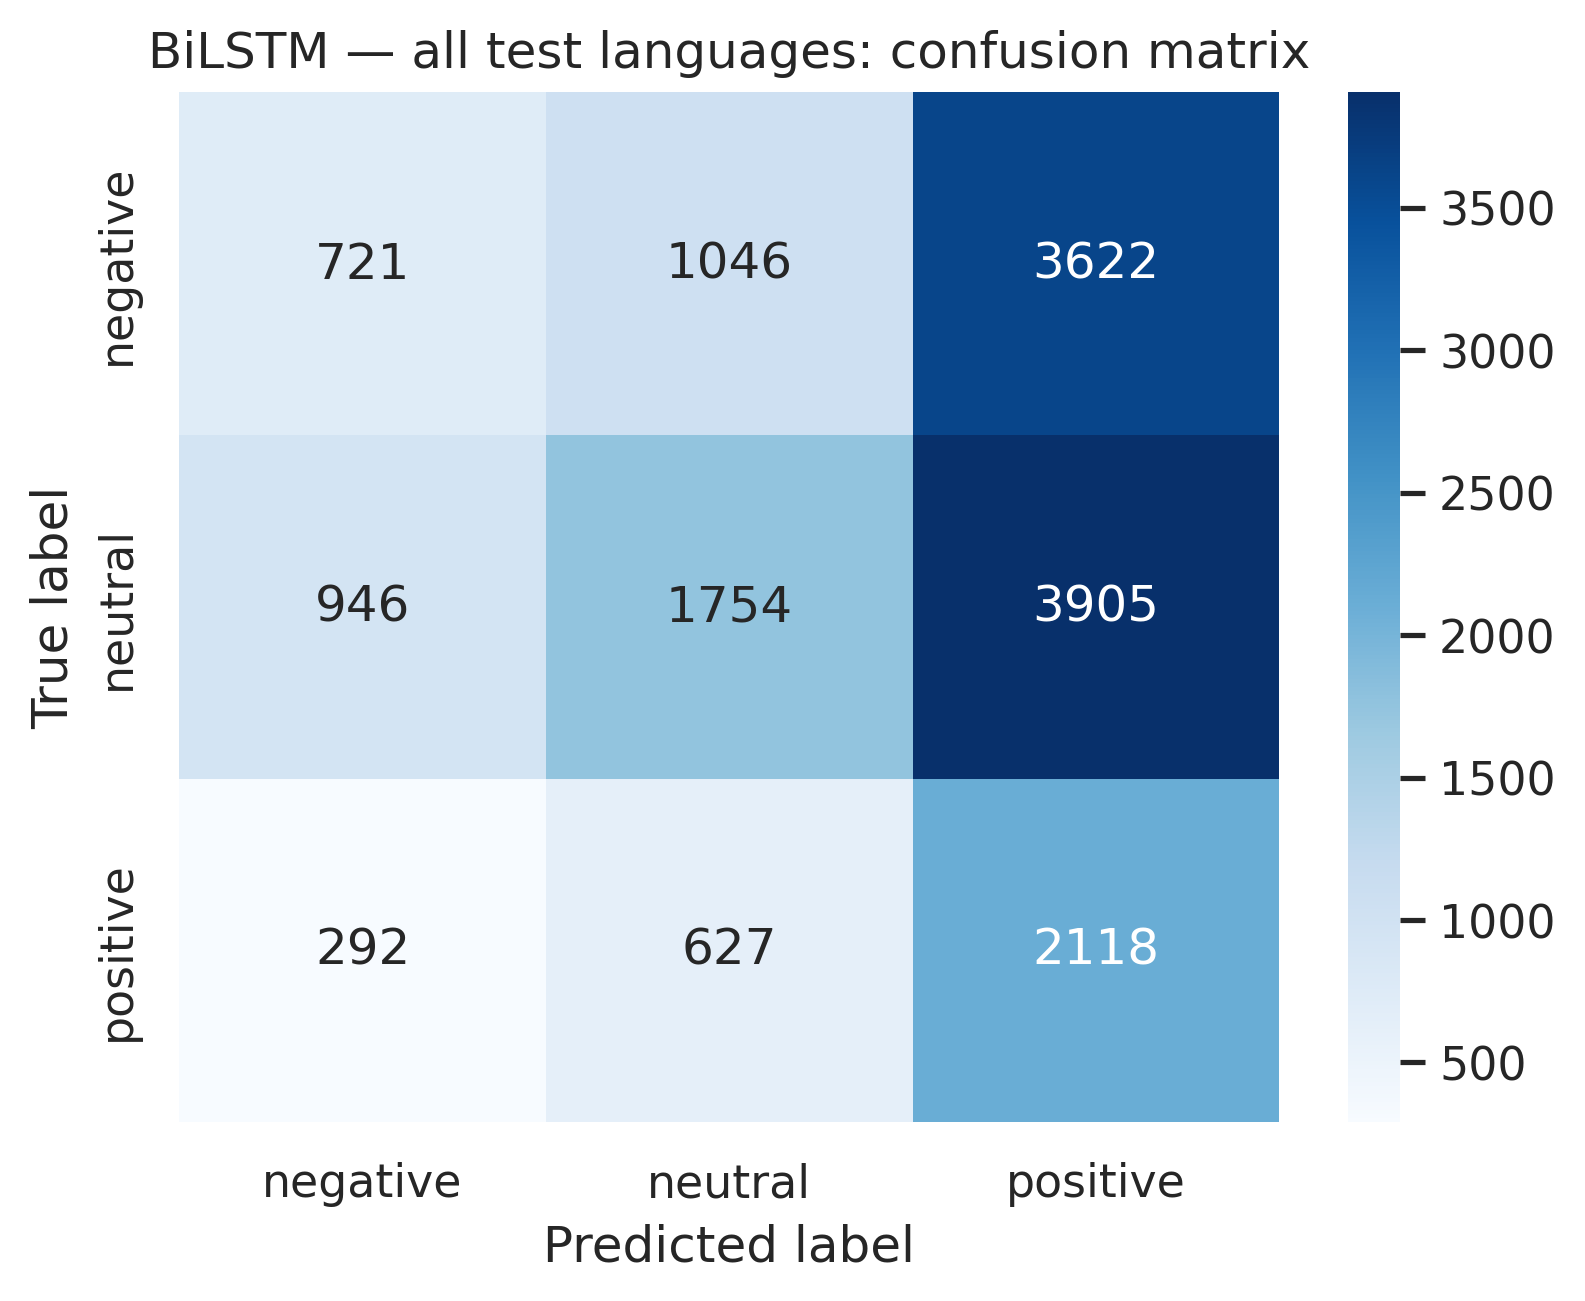 BiLSTM — all test languages: confusion matrix
True label
negative
neutral
positive
721 1046 3622
946 1754 3905
292 627 2118
negative neutral positive
Predicted label
3500
3000
2500
2000
1500
1000
500